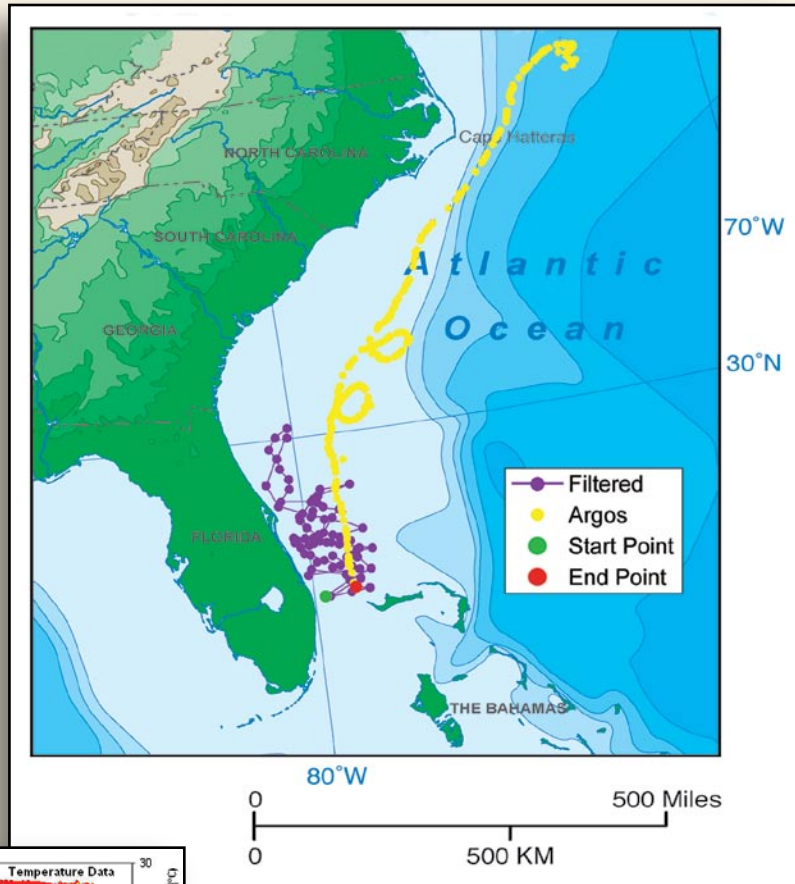 Cape Hatteras
NORTH CAROLINA
70°W
SOUTH CAROLINA
Atlantic
Ocean
GEORGIA
30°N
Filtered
Argos
Start Point
End Point
FLORIDA
THE BAHAMAS
80°W
0 500 Miles
0 500 KM
Temperature Data 30